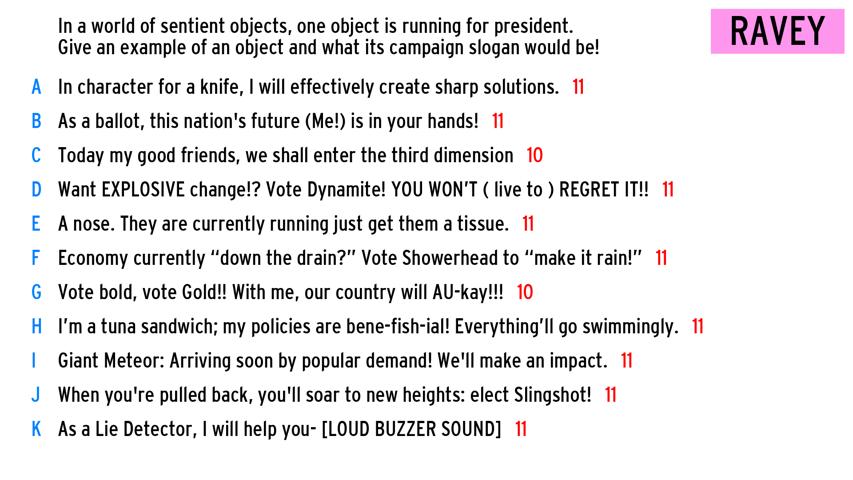 In a world of sentient objects, one object is running for president.
Give an example of an object and what its campaign slogan would be!
RAVEY
A In character for a knife, I will effectively create sharp solutions. 11
B As a ballot, this nation's future (Me!) is in your hands! 11
C Today my good friends, we shall enter the third dimension 10
D Want EXPLOSIVE change!? Vote Dynamite! YOU WON'T ( live to ) REGRET IT!! 11
E A nose. They are currently running just get them a tissue. 11
F Economy currently “down the drain?” Vote Showerhead to “make it rain!” 11
G Vote bold, vote Gold!! With me, our country will AU-kay!!! 10
H I’m a tuna sandwich; my policies are bene-fish-ial! Everything’ll go swimmingly. 11
I Giant Meteor: Arriving soon by popular demand! We'll make an impact. 11
J When you're pulled back, you'll soar to new heights: elect Slingshot! 11
K As a Lie Detector, I will help you- [LOUD BUZZER SOUND] 11